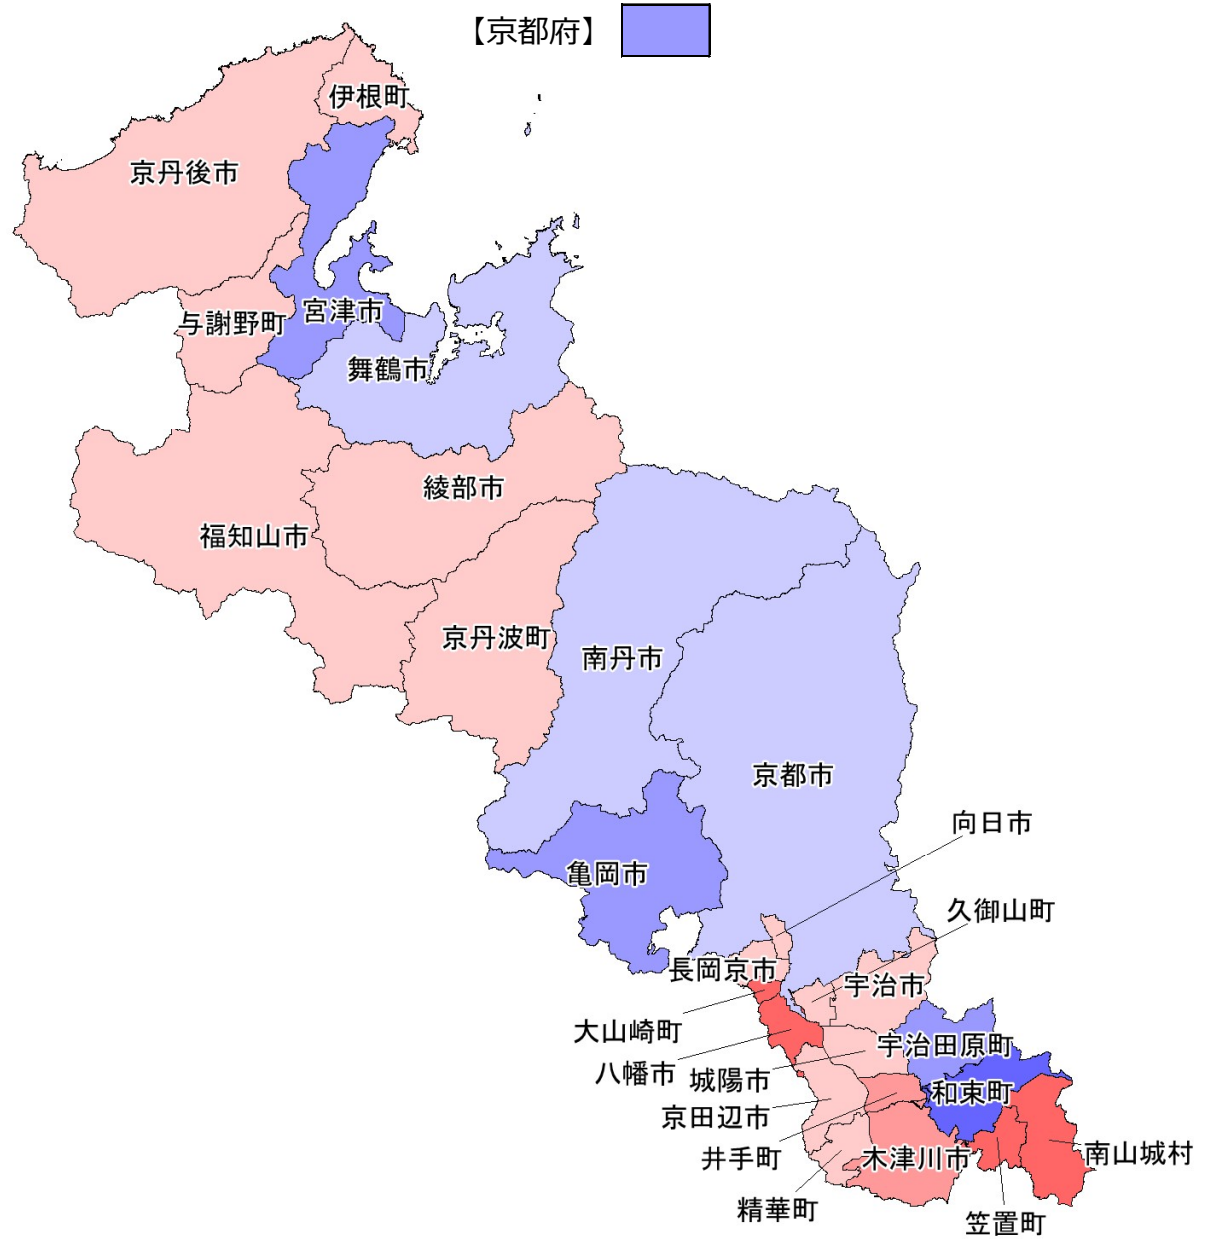 【京都府】
伊根町
京丹後市
宮津市
与謝野町
舞鶴市
綾部市
福知山市
京丹波町
南丹市
京都市
向日市
亀岡市
久御山町
長岡京市
宇治市
大山崎町
宇治田原町
八幡市
城陽市
和束町
京田辺市
井手町
木津川市
南山城村
精華町
笠置町